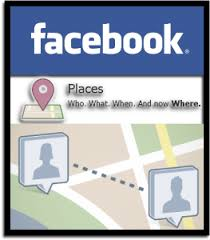 facebook®
Places
Who. What. When. And now Where.